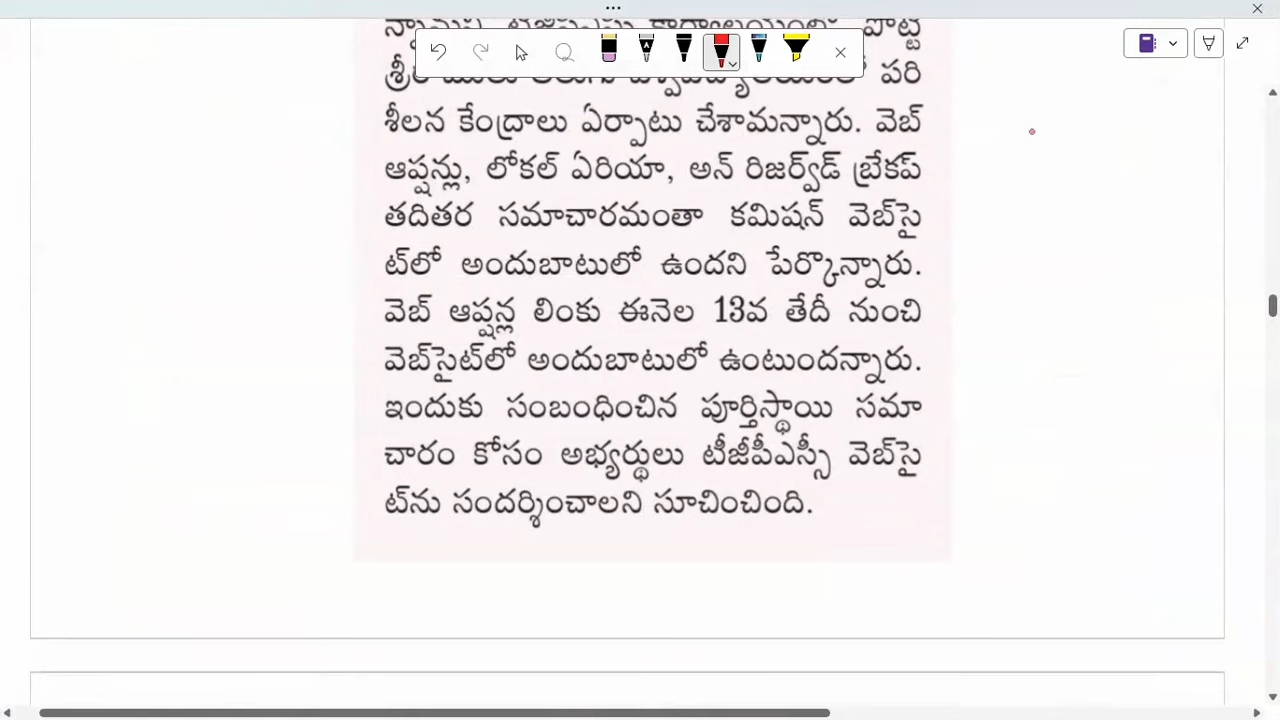 శీలన కేంద్రాలు ఏర్పాటు చేశామన్నారు. వెబ్
ఆప్షన్లు, లోకల్ ఏరియా, అన్ రిజర్వ్‌డ్ బ్రేకప్
తదితర సమాచారమంతా కమిషన్ వెబ్‌సై
ట్‌లో అందుబాటులో ఉందని పేర్కొన్నారు.
వెబ్ ఆప్షన్ల లింకు ఈనెల 13వ తేదీ నుంచి
వెబ్‌సైట్‌లో అందుబాటులో ఉంటుందన్నారు.
ఇందుకు సంబంధించిన పూర్తిస్థాయి సమా
చారం కోసం అభ్యర్థులు టీజీపీఎస్సీ వెబ్‌సై
ట్‌ను సందర్శించాలని సూచించింది.